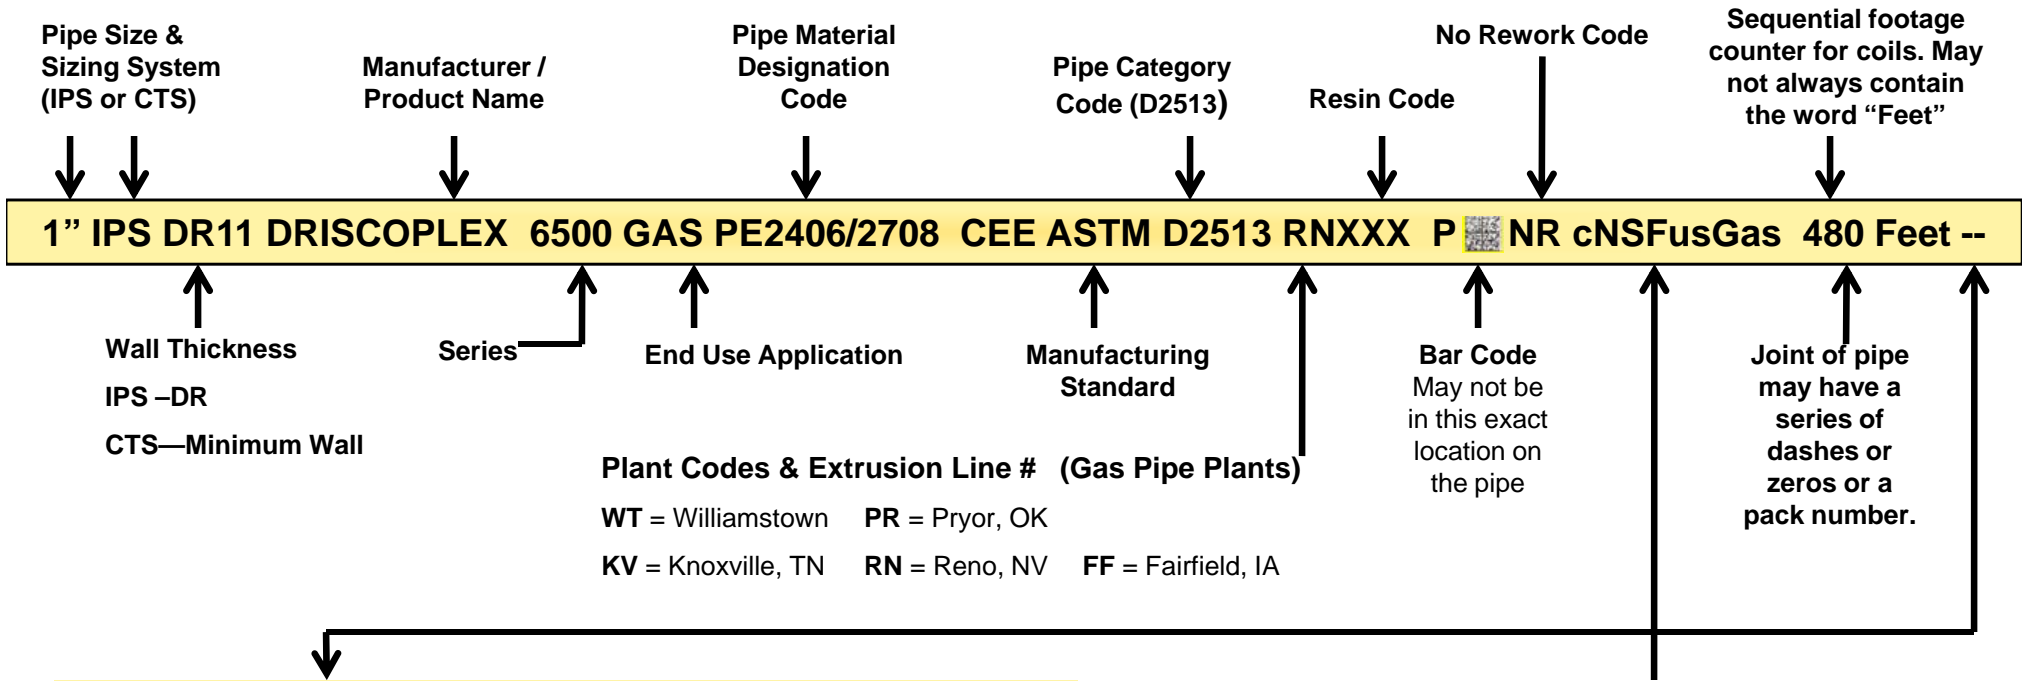 Pipe Size &
Sizing System
(IPS or CTS)
Manufacturer /
Product Name
Pipe Material
Designation
Code
Pipe Category
Code (D2513)
Resin Code
No Rework Code
Sequential footage
counter for coils. May
not always contain
the word “Feet”
1” IPS DR11 DRISCOPLEX 6500 GAS PE2406/2708 CEE ASTM D2513 RNXXX P NR cNSFusGas 480 Feet --
Wall Thickness
IPS –DR
CTS—Minimum Wall
Series
End Use Application
Manufacturing
Standard
Bar Code
May not be
in this exact
location on
the pipe
Joint of pipe
may have a
series of
dashes or
zeros or a
pack number.
Plant Codes & Extrusion Line # (Gas Pipe Plants)
WT = Williamstown PR = Pryor, OK
KV = Knoxville, TN RN = Reno, NV FF = Fairfield, IA